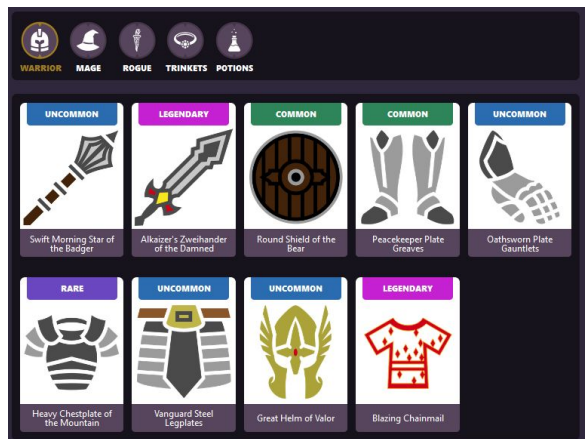 WARRIOR
MAGE
ROGUE
TRINKETS
POTIONS
UNCOMMON
LEGENDARY
COMMON
COMMON
UNCOMMON
Swift Morning Star of
the Badger
Alkaizer's Zweihander
of the Damned
Round Shield of the
Bear
Peacekeeper Plate
Greaves
Oathsworn Plate
Gauntlets
RARE
UNCOMMON
UNCOMMON
LEGENDARY
Heavy Chestplate of
the Mountain
Vanguard Steel
Legplates
Great Helm of Valor
Blazing Chainmail